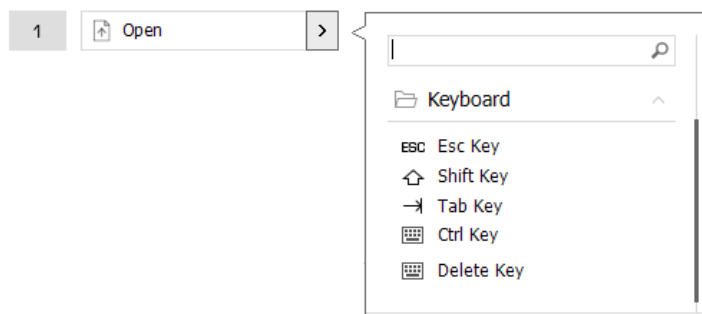 1 Open
Keyboard
ESC Esc Key
Shift Key
Tab Key
Ctrl Key
Delete Key